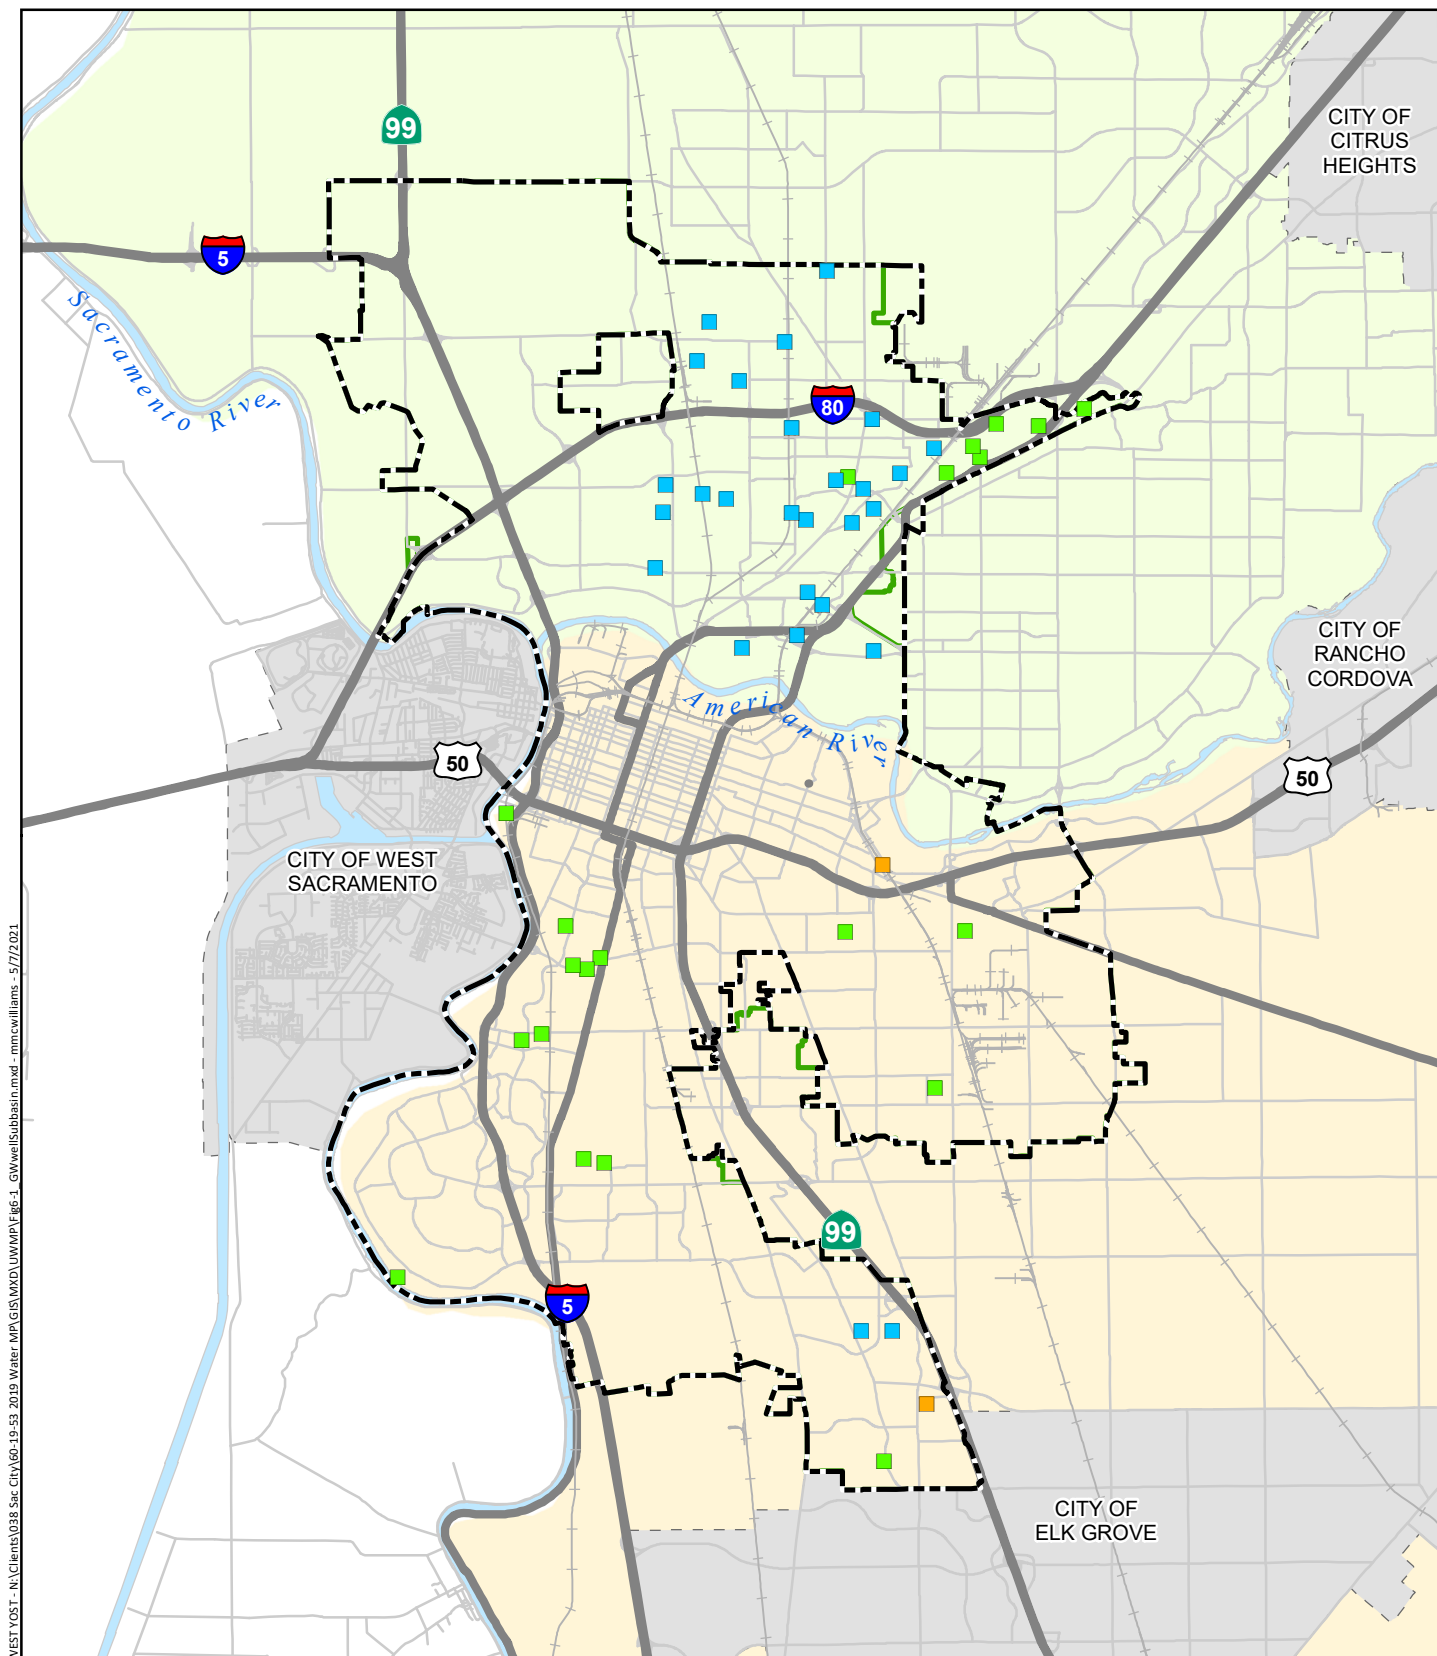 99
CITY OF
CITRUS
HEIGHTS
5
Sacramento River
80
CITY OF
RANCHO
CORDOVA
American River
50
50
CITY OF WEST
SACRAMENTO
99
5
CITY OF
ELK GROVE
WEST YOST - N:\Clients\038 Sac City\60-19-53 2019 Water MP\GIS\MXD\UWMP\Fig6-1_GWwellSubbasin.mxd - mmcwilliams - 5/7/2021